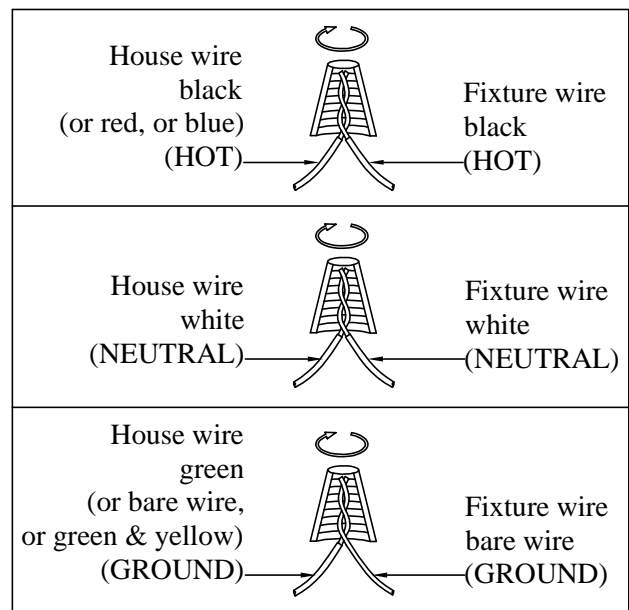 House wire
black
(or red, or blue)
(HOT)
Fixture wire
black
(HOT)
House wire
white
(NEUTRAL)
Fixture wire
white
(NEUTRAL)
House wire
green
(or bare wire,
or green & yellow)
(GROUND)
Fixture wire
bare wire
(GROUND)